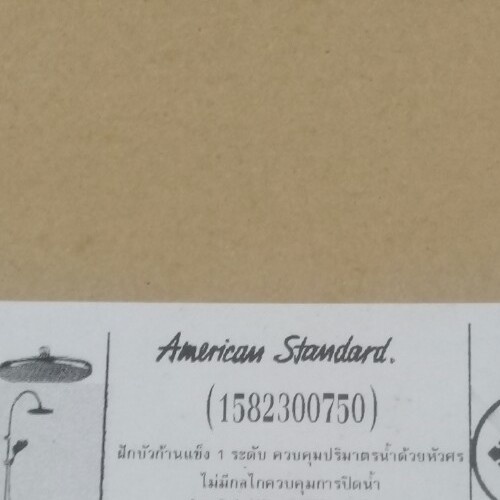 American Standard.
(1582300750)
ฝักบัวก้านแข็ง 1 ระดับ ควบคุมปริมาตรน้ำด้วยหัวศร
ไม่มีกลไกควบคุมการปิดน้ำ